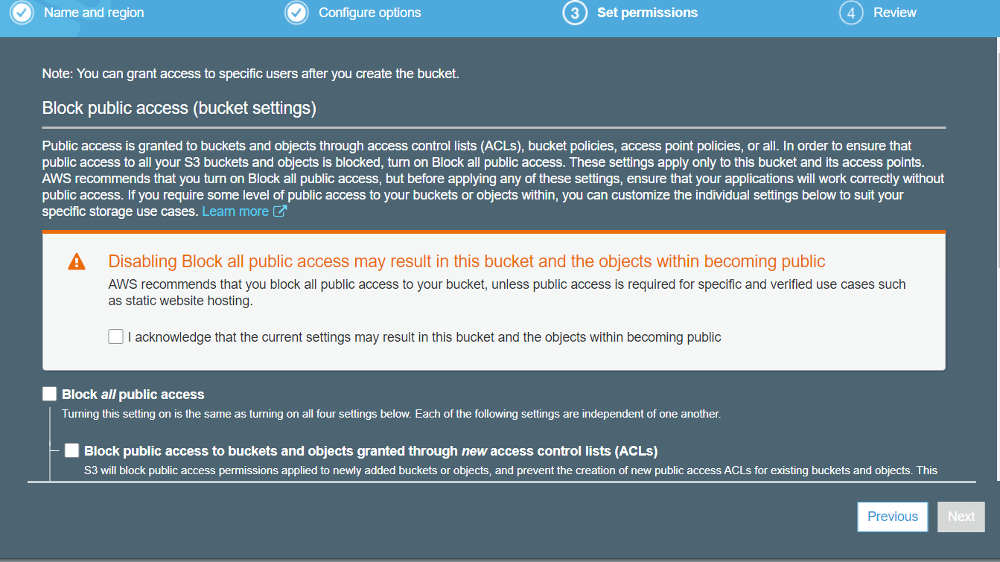 Name and region
Configure options
3 Set permissions
4 Review
Note: You can grant access to specific users after you create the bucket.
Block public access (bucket settings)
Public access is granted to buckets and objects through access control lists (ACLs), bucket policies, access point policies, or all. In order to ensure that
public access to all your S3 buckets and objects is blocked, turn on Block all public access. These settings apply only to this bucket and its access points.
AWS recommends that you turn on Block all public access, but before applying any of these settings, ensure that your applications will work correctly without
public access. If you require some level of public access to your buckets or objects within, you can customize the individual settings below to suit your
specific storage use cases. Learn more
Disabling Block all public access may result in this bucket and the objects within becoming public
AWS recommends that you block all public access to your bucket, unless public access is required for specific and verified use cases such
as static website hosting.
I acknowledge that the current settings may result in this bucket and the objects within becoming public
Block all public access
Turning this setting on is the same as turning on all four settings below. Each of the following settings are independent of one another.
Block public access to buckets and objects granted through new access control lists (ACLs)
S3 will block public access permissions applied to newly added buckets or objects, and prevent the creation of new public access ACLs for existing buckets and objects. This
Previous
Next